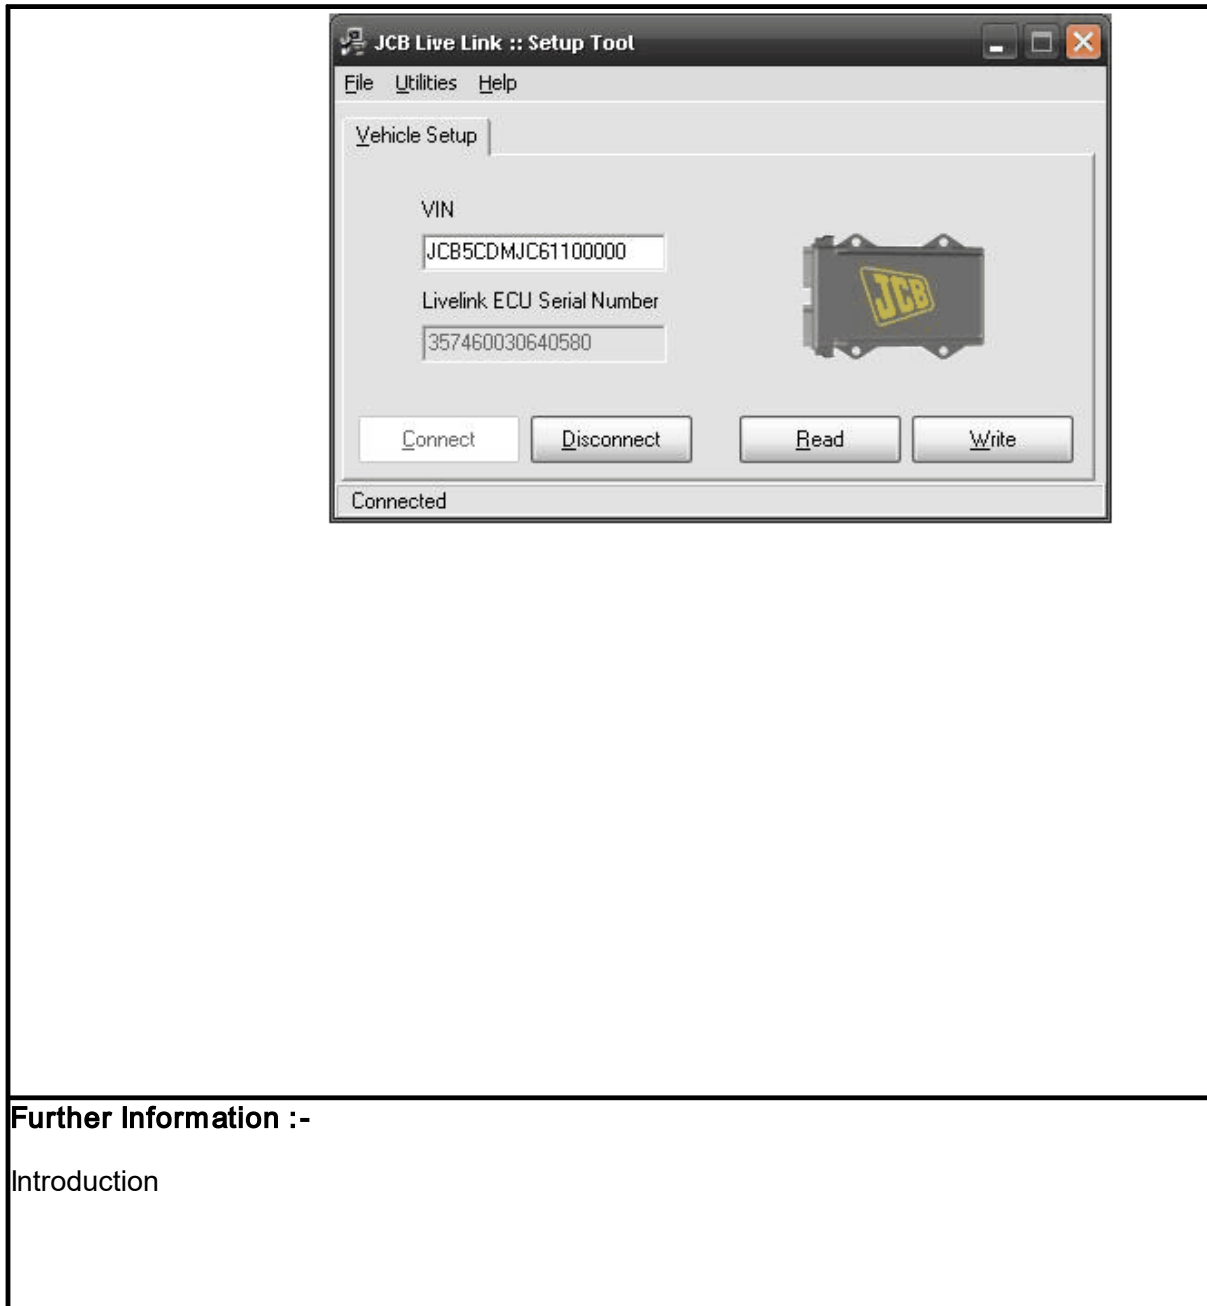 JCB Live Link :: Setup Tool
File Utilities Help
Vehicle Setup
VIN
JCB5CDMJC61100000
Livelink ECU Serial Number
357460030640580
JCB
Connect Disconnect Read Write
Connected
Further Information :-
Introduction